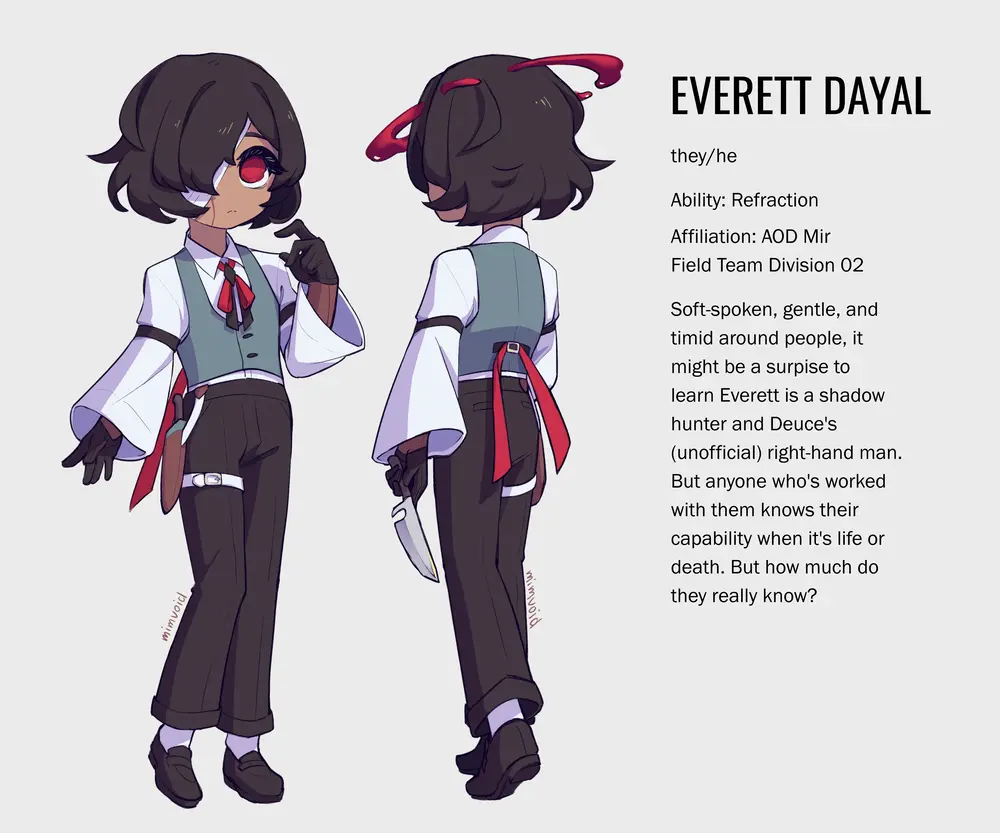 EVERETT DAYAL
they/he
Ability: Refraction
Affiliation: AOD Mir
Field Team Division 02
Soft-spoken, gentle, and
timid around people, it
might be a surpise to
learn Everett is a shadow
hunter and Deuce's
(unofficial) right-hand man.
But anyone who's worked
with them knows their
capability when it's life or
death. But how much do
they really know?
mimvoid
mimvoid